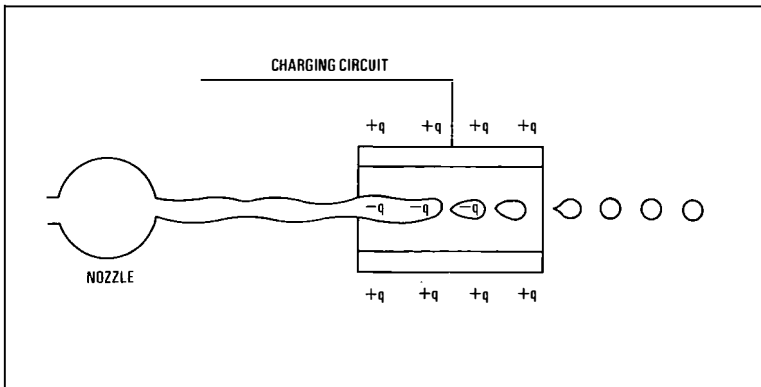 CHARGING CIRCUIT
+q +q +q +q
−q −q −q
+q +q +q +q
NOZZLE